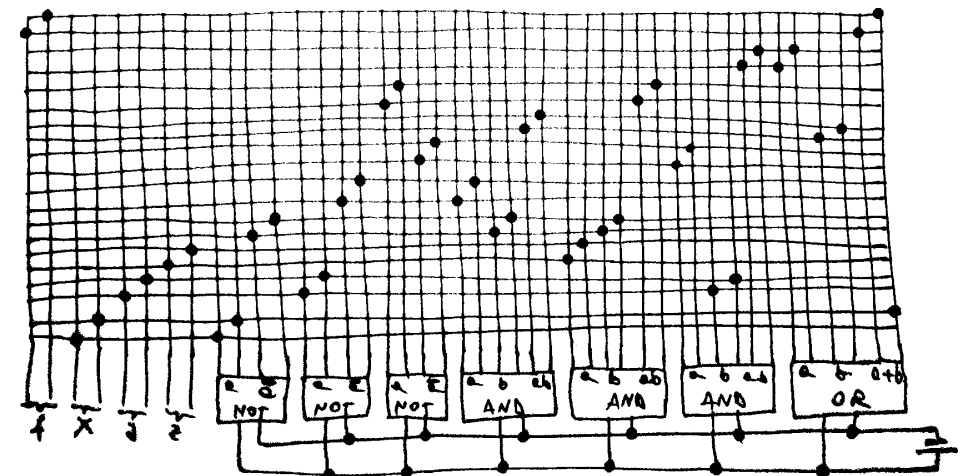 a ā a ā a ā a b ab a b ab a b ab a b a+b
NOT NOT NOT AND AND AND OR
f x y z